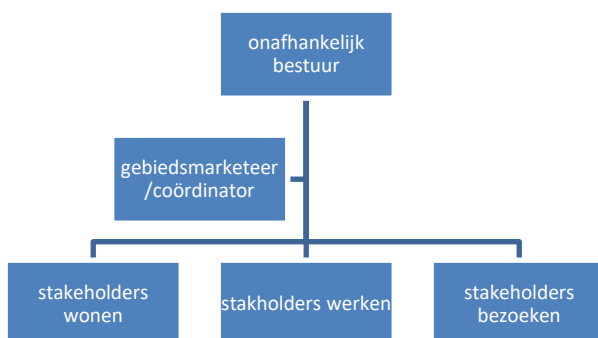 onafhankelijk
bestuur
gebiedsmarketeer
/coördinator
stakeholders
wonen
stakholders werken
stakeholders
bezoeken